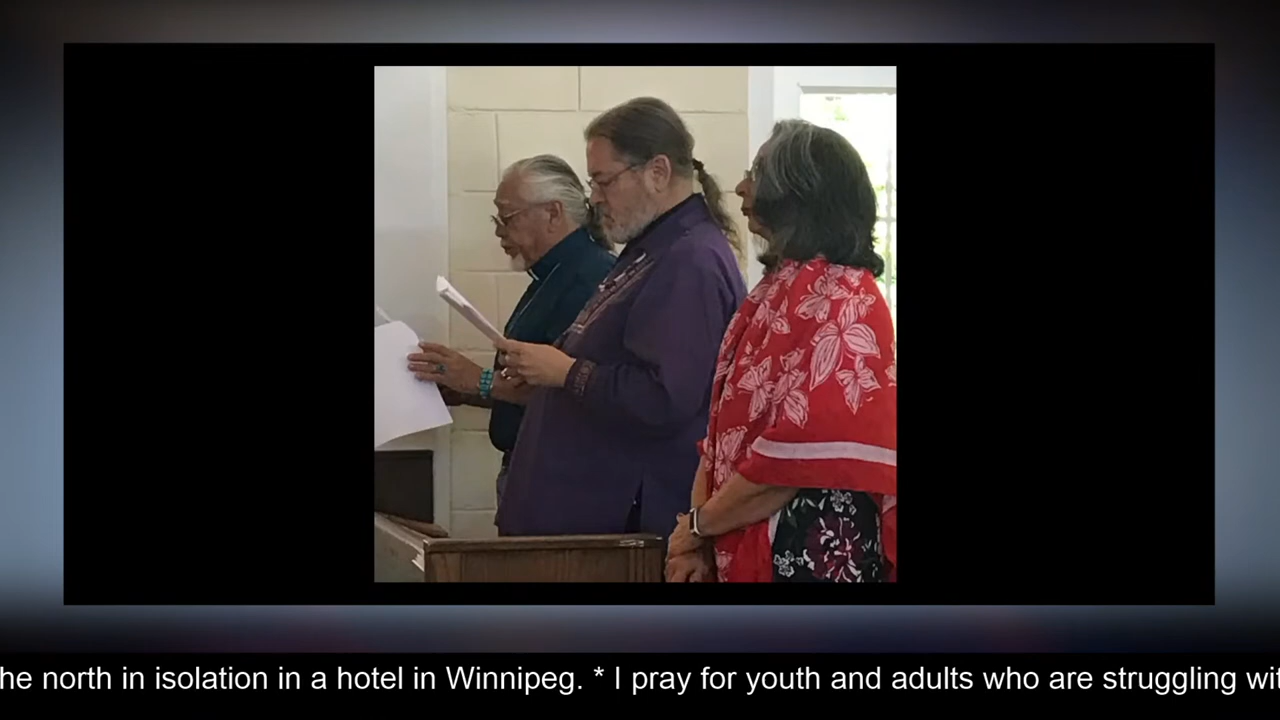 he north in isolation in a hotel in Winnipeg. * I pray for youth and adults who are struggling wit